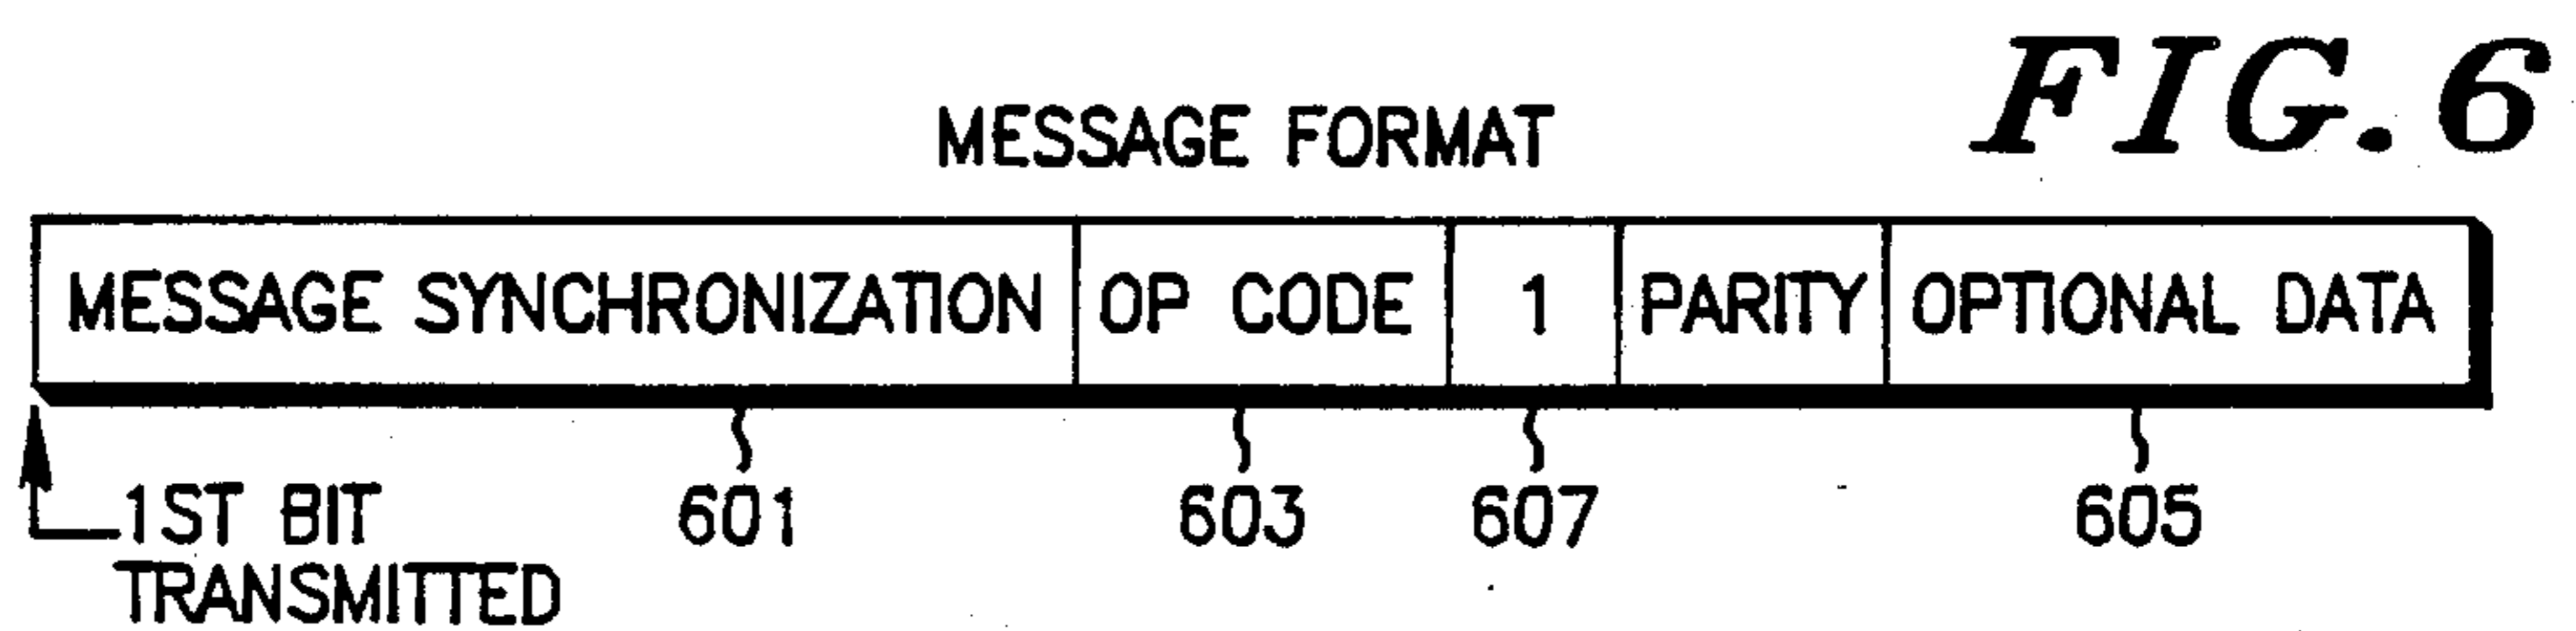 FIG. 6
MESSAGE FORMAT
MESSAGE SYNCHRONIZATION OP CODE 1 PARITY OPTIONAL DATA
1ST BIT TRANSMITTED
601 603 607 605